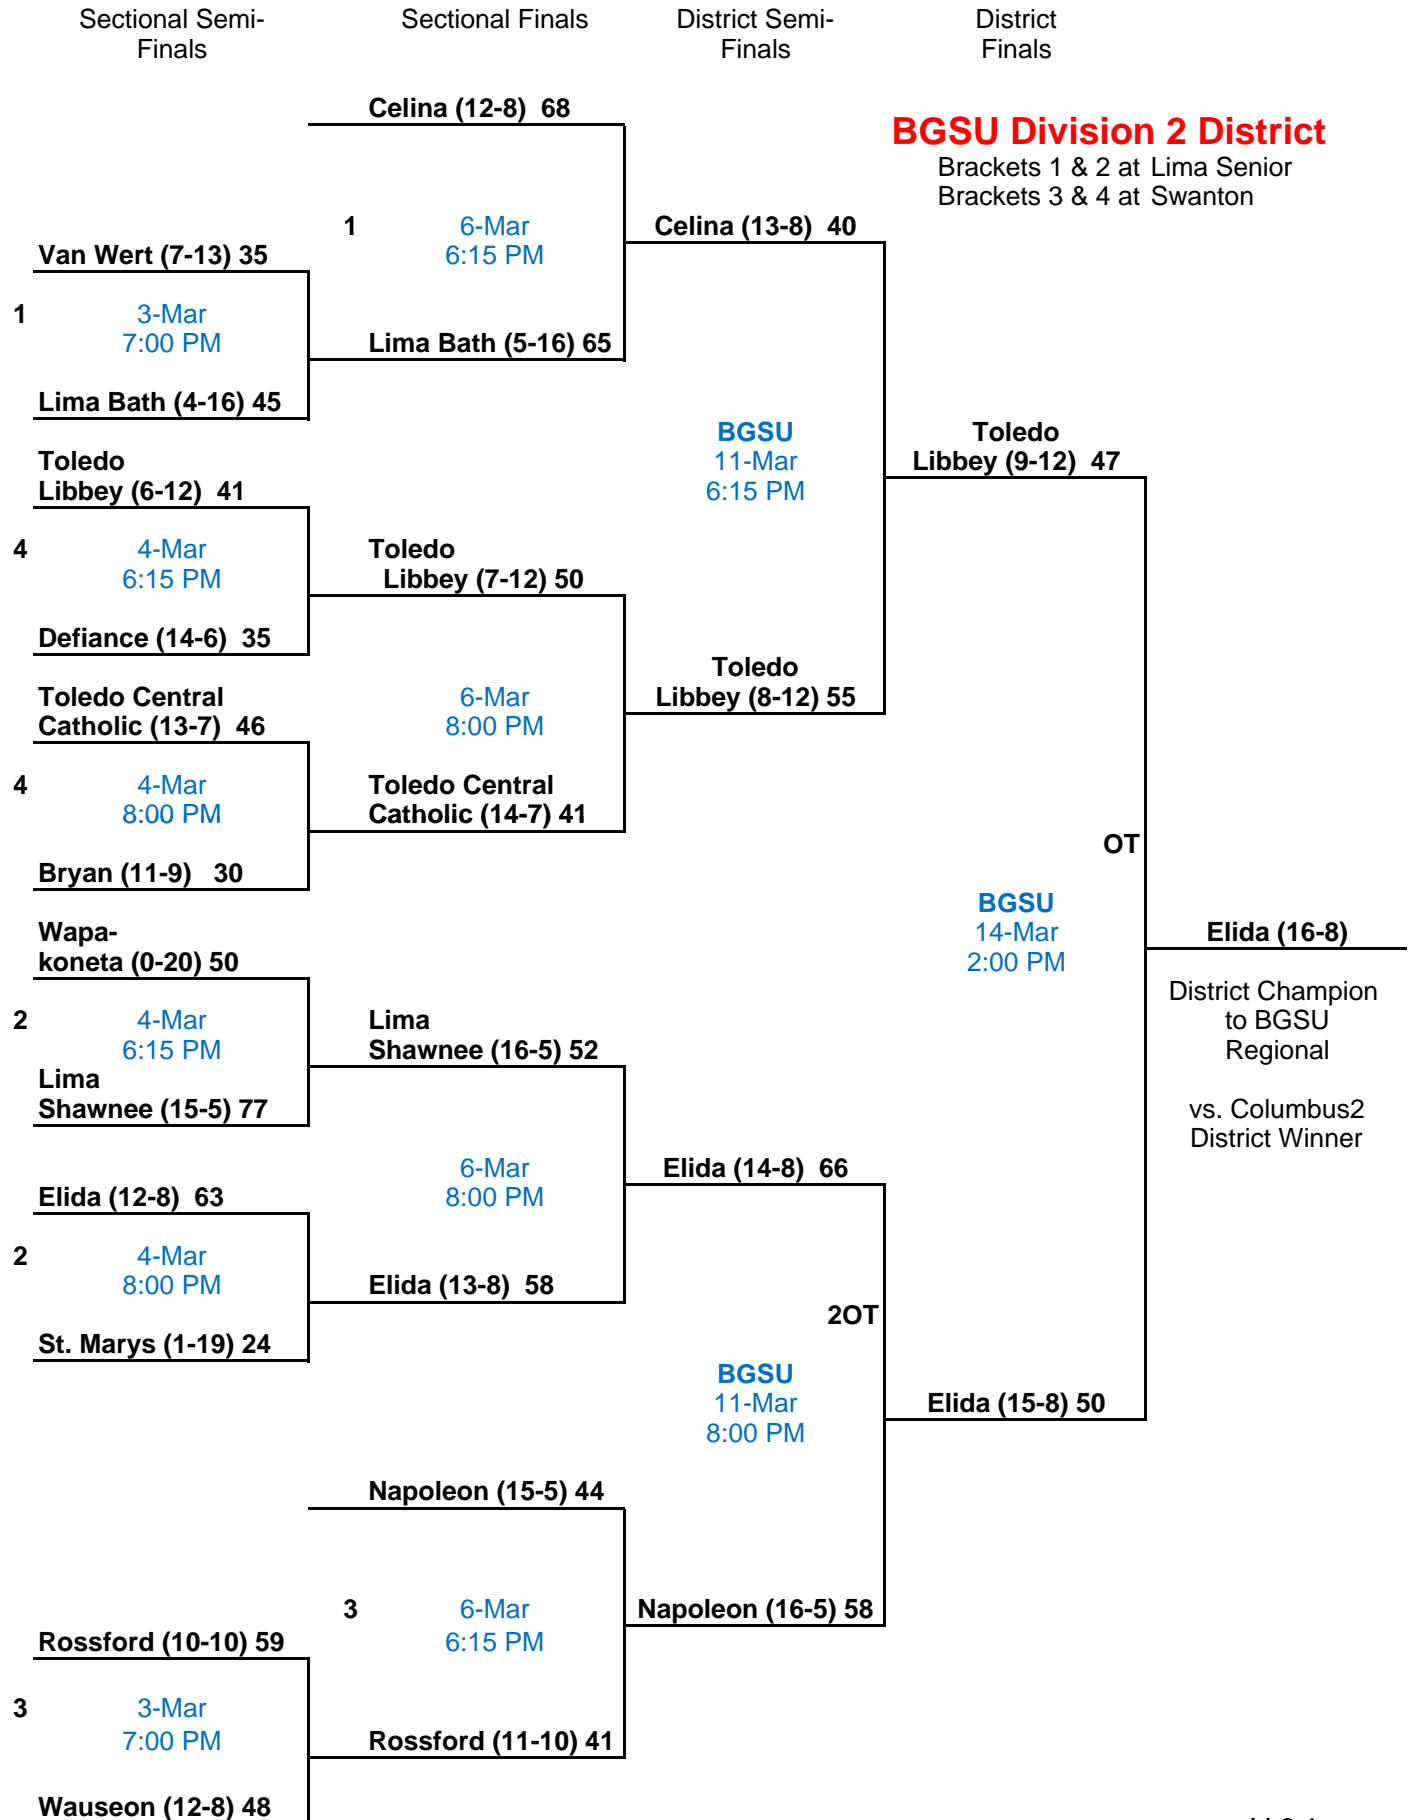 Sectional Semi-
Finals
Sectional Finals
District Semi-
Finals
District
Finals
Celina (12-8) 68
BGSU Division 2 District
Brackets 1 & 2 at Lima Senior
Brackets 3 & 4 at Swanton
1
6-Mar
6:15 PM
Celina (13-8) 40
Van Wert (7-13) 35
1
3-Mar
7:00 PM
Lima Bath (5-16) 65
Lima Bath (4-16) 45
BGSU
11-Mar
6:15 PM
Toledo
Libbey (9-12) 47
Toledo
Libbey (6-12) 41
4
4-Mar
6:15 PM
Toledo
Libbey (7-12) 50
Defiance (14-6) 35
Toledo
Libbey (8-12) 55
Toledo Central
Catholic (13-7) 46
6-Mar
8:00 PM
4
4-Mar
8:00 PM
Toledo Central
Catholic (14-7) 41
OT
Bryan (11-9) 30
BGSU
14-Mar
2:00 PM
Elida (16-8)
Wapa-
koneta (0-20) 50
District Champion
to BGSU
Regional
vs. Columbus2
District Winner
2
4-Mar
6:15 PM
Lima
Shawnee (16-5) 52
Lima
Shawnee (15-5) 77
6-Mar
8:00 PM
Elida (14-8) 66
Elida (12-8) 63
2
4-Mar
8:00 PM
Elida (13-8) 58
2OT
St. Marys (1-19) 24
BGSU
11-Mar
8:00 PM
Elida (15-8) 50
Napoleon (15-5) 44
3
6-Mar
6:15 PM
Napoleon (16-5) 58
Rossford (10-10) 59
3
3-Mar
7:00 PM
Rossford (11-10) 41
Wauseon (12-8) 48